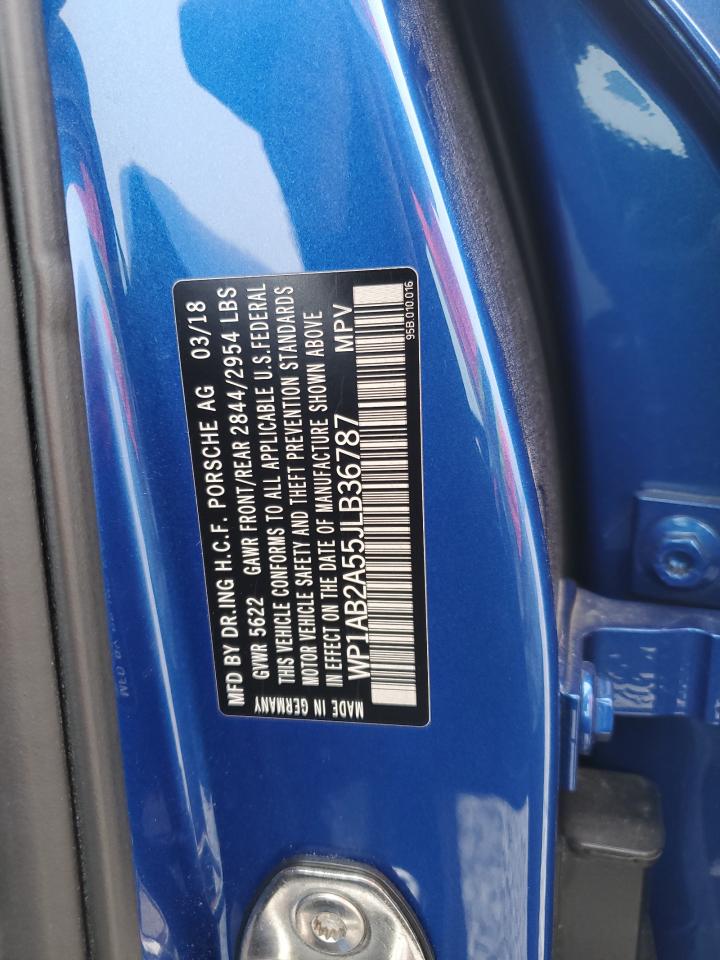 MFD BY DR.ING H.C.F. PORSCHE AG 03/18
GVWR 5622 GAWR FRONT/REAR 2844/2954 LBS
THIS VEHICLE CONFORMS TO ALL APPLICABLE U.S.FEDERAL
MOTOR VEHICLE SAFETY AND THEFT PREVENTION STANDARDS
IN EFFECT ON DATE OF MANUFACTURE SHOWN ABOVE
WP1AB2A55JLB36787 MPV
MADE IN GERMANY
95B.010.016